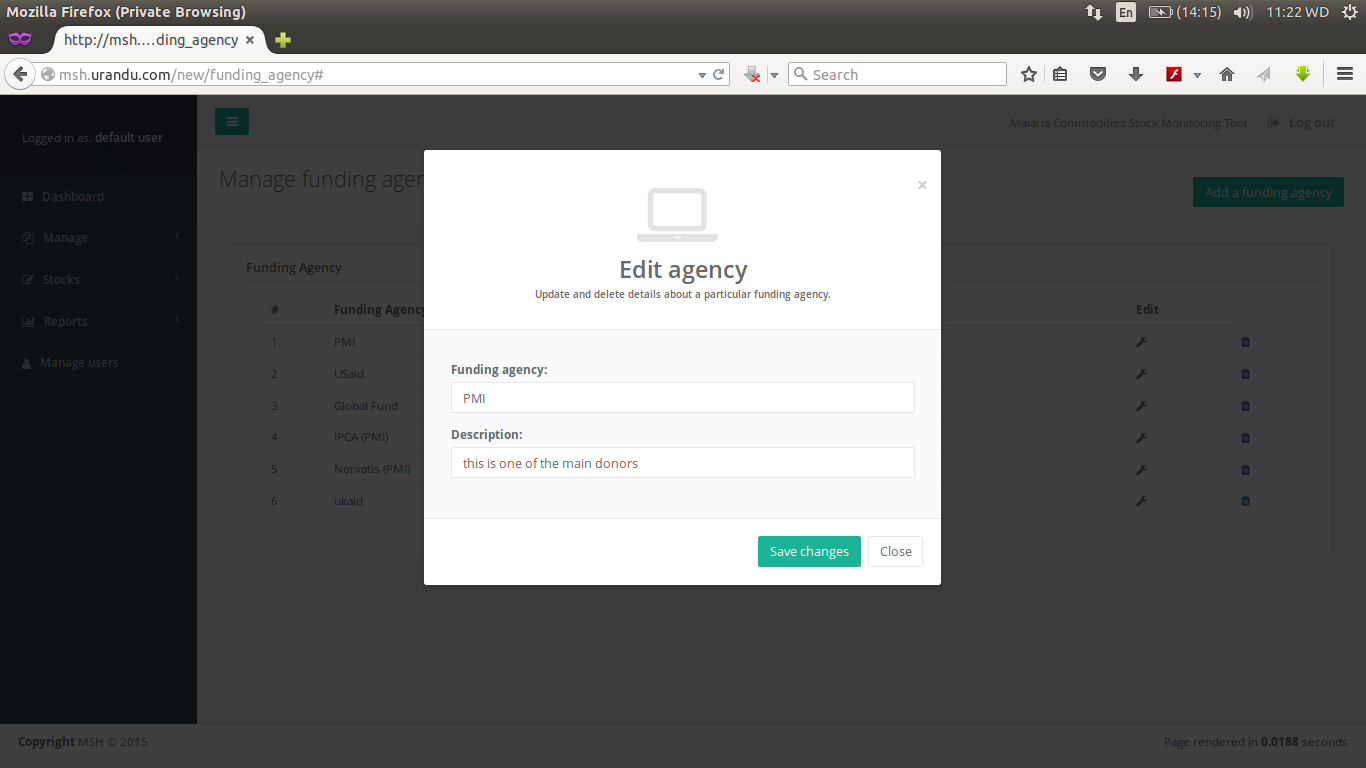 Mozilla Firefox (Private Browsing)
En
(14:15)
11:22 WD
http://msh....ding_agency
msh.urandu.com/new/funding_agency#
Search
Logged in as, default user
Malaria Commodities Stock Monitoring Tool
Log out
Manage funding agen
Add a funding agency
Dashboard
Manage
Stocks
Reports
Manage users
Funding Agency
# Funding Agency Edit
1 PMI
2 USaid
3 Global Fund
4 IPCA (PMI)
5 Norvatis (PMI)
6 ukaid
×
Edit agency
Update and delete details about a particular funding agency.
Funding agency:
PMI
Description:
this is one of the main donors
Save changes
Close
Copyright MSH © 2015
Page rendered in 0.0188 seconds